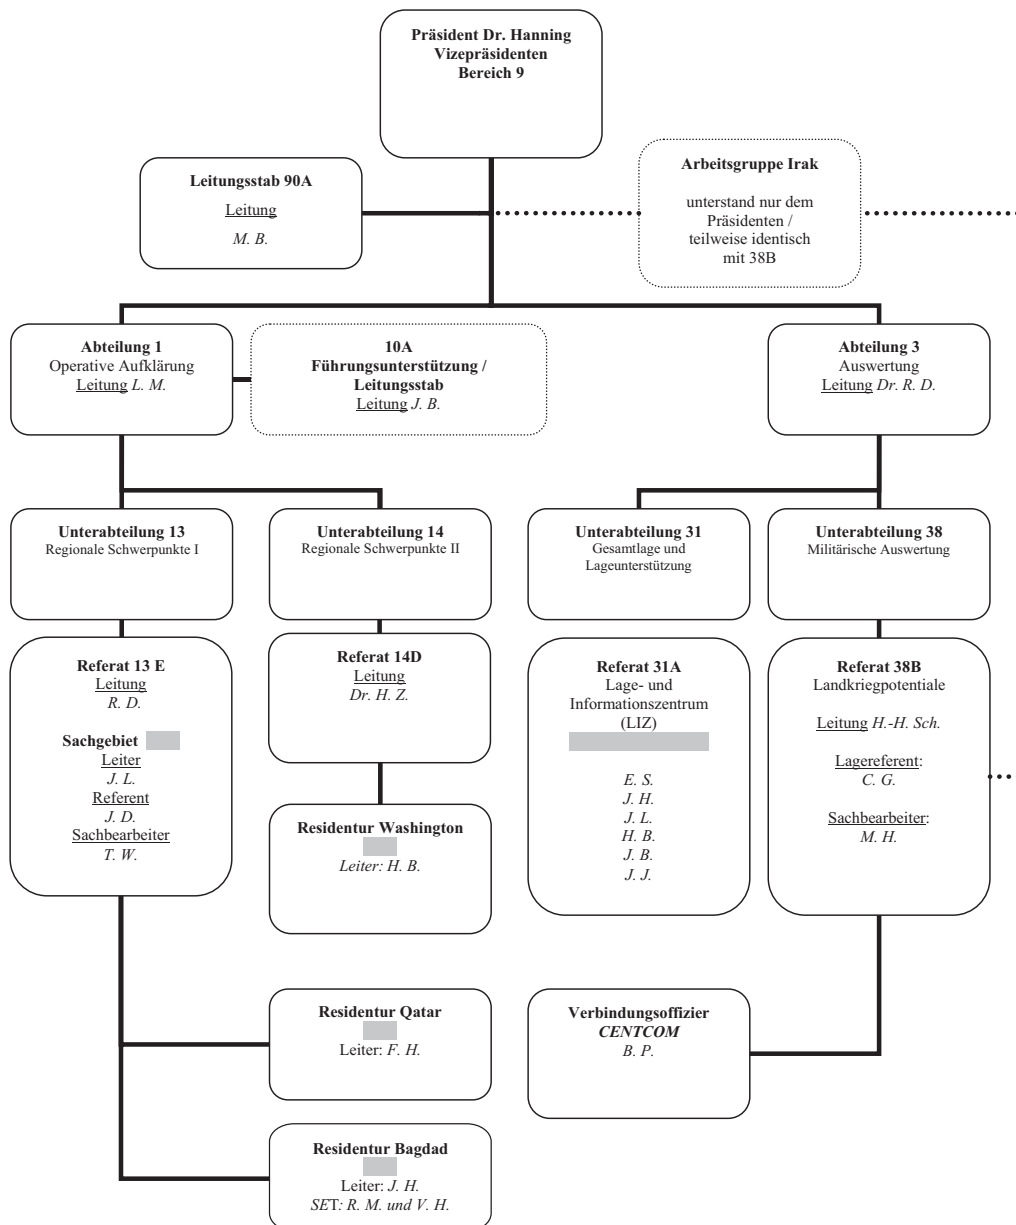 Präsident Dr. Hanning
Vizepräsidenten
Bereich 9
Leitungsstab 90A
Leitung
M. B.
Arbeitsgruppe Irak
unterstand nur dem
Präsidenten /
teilweise identisch
mit 38B
Abteilung 1
Operative Aufklärung
Leitung L. M.
10A
Führungsunterstützung /
Leitungsstab
Leitung J. B.
Abteilung 3
Auswertung
Leitung Dr. R. D.
Unterabteilung 13
Regionale Schwerpunkte I
Unterabteilung 14
Regionale Schwerpunkte II
Unterabteilung 31
Gesamtlage und
Lageunterstützung
Unterabteilung 38
Militärische Auswertung
Referat 13 E
Leitung
R. D.
Sachgebiet
Leiter
J. L.
Referent
J. D.
Sachbearbeiter
T. W.
Referat 14D
Leitung
Dr. H. Z.
Residentur Washington
Leiter: H. B.
Referat 31A
Lage- und
Informationszentrum
(LIZ)
E. S.
J. H.
J. L.
H. B.
J. B.
J. J.
Referat 38B
Landkriegpotentiale
Leitung H.-H. Sch.
Lagereferent:
C. G.
Sachbearbeiter:
M. H.
Residentur Qatar
Leiter: F. H.
Verbindungsoffizier
CENTCOM
B. P.
Residentur Bagdad
Leiter: J. H.
SET: R. M. und V. H.